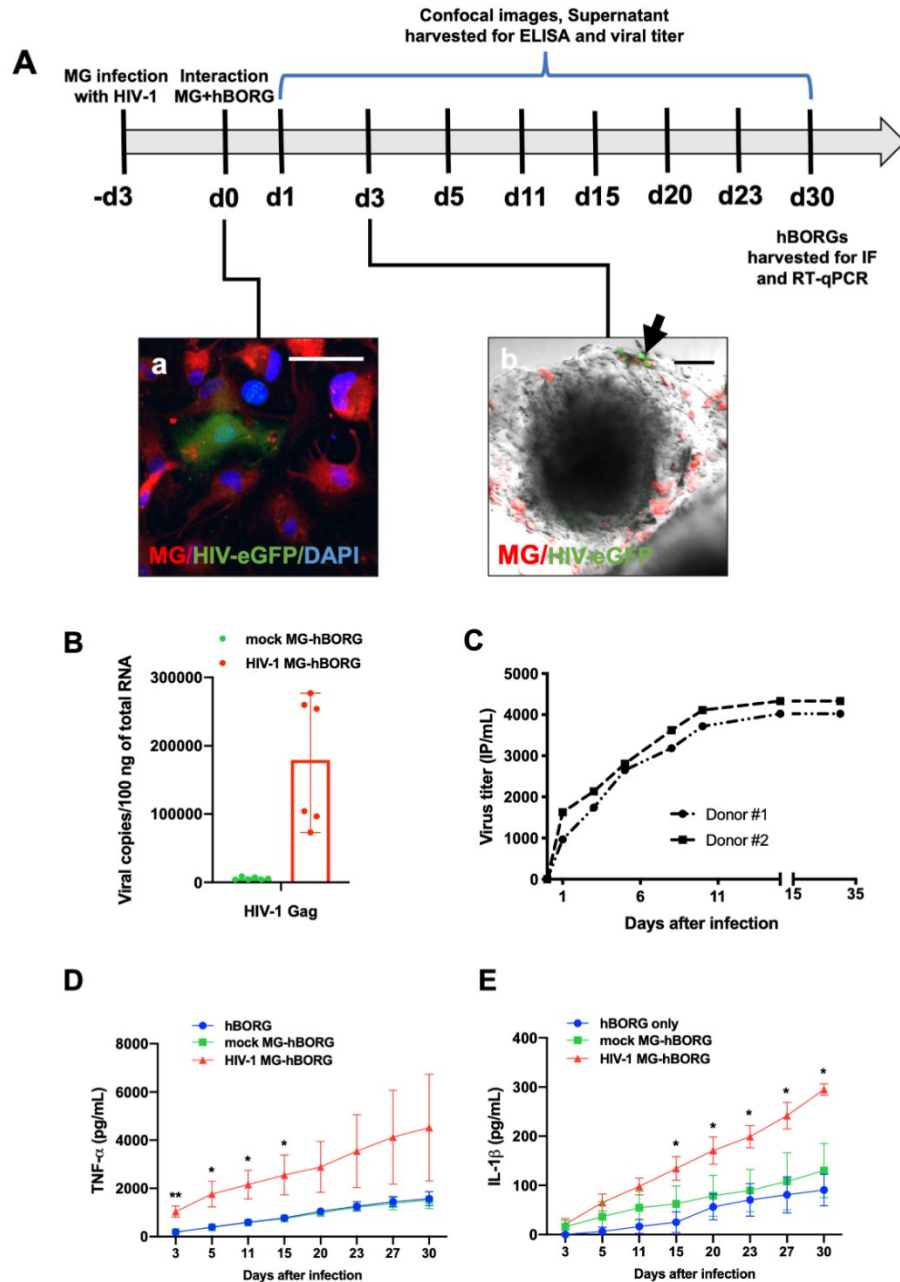 Confocal images, Supernatant
harvested for ELISA and viral titer
A
MG infection
with HIV-1
Interaction
MG+hBORG
-d3 d0 d1 d3 d5 d11 d15 d20 d23 d30
hBORGs
harvested for IF
and RT-qPCR
a
MG/HIV-eGFP/DAPI
b
MG/HIV-eGFP
B
mock MG-hBORG
HIV-1 MG-hBORG
Viral copies/100 ng of total RNA
300000
200000
100000
0
HIV-1 Gag
C
Virus titer (IP/mL)
5000
4000
3000
2000
1000
0
Donor #1
Donor #2
1 6 11 15 35
Days after infection
D
hBORG
mock MG-hBORG
HIV-1 MG-hBORG
TNF-α (pg/mL)
8000
6000
4000
2000
0
** * * *
3 5 11 15 20 23 27 30
Days after infection
E
hBORG only
mock MG-hBORG
HIV-1 MG-hBORG
IL-1β (pg/mL)
400
300
200
100
0
* * * * *
3 5 11 15 20 23 27 30
Days after infection